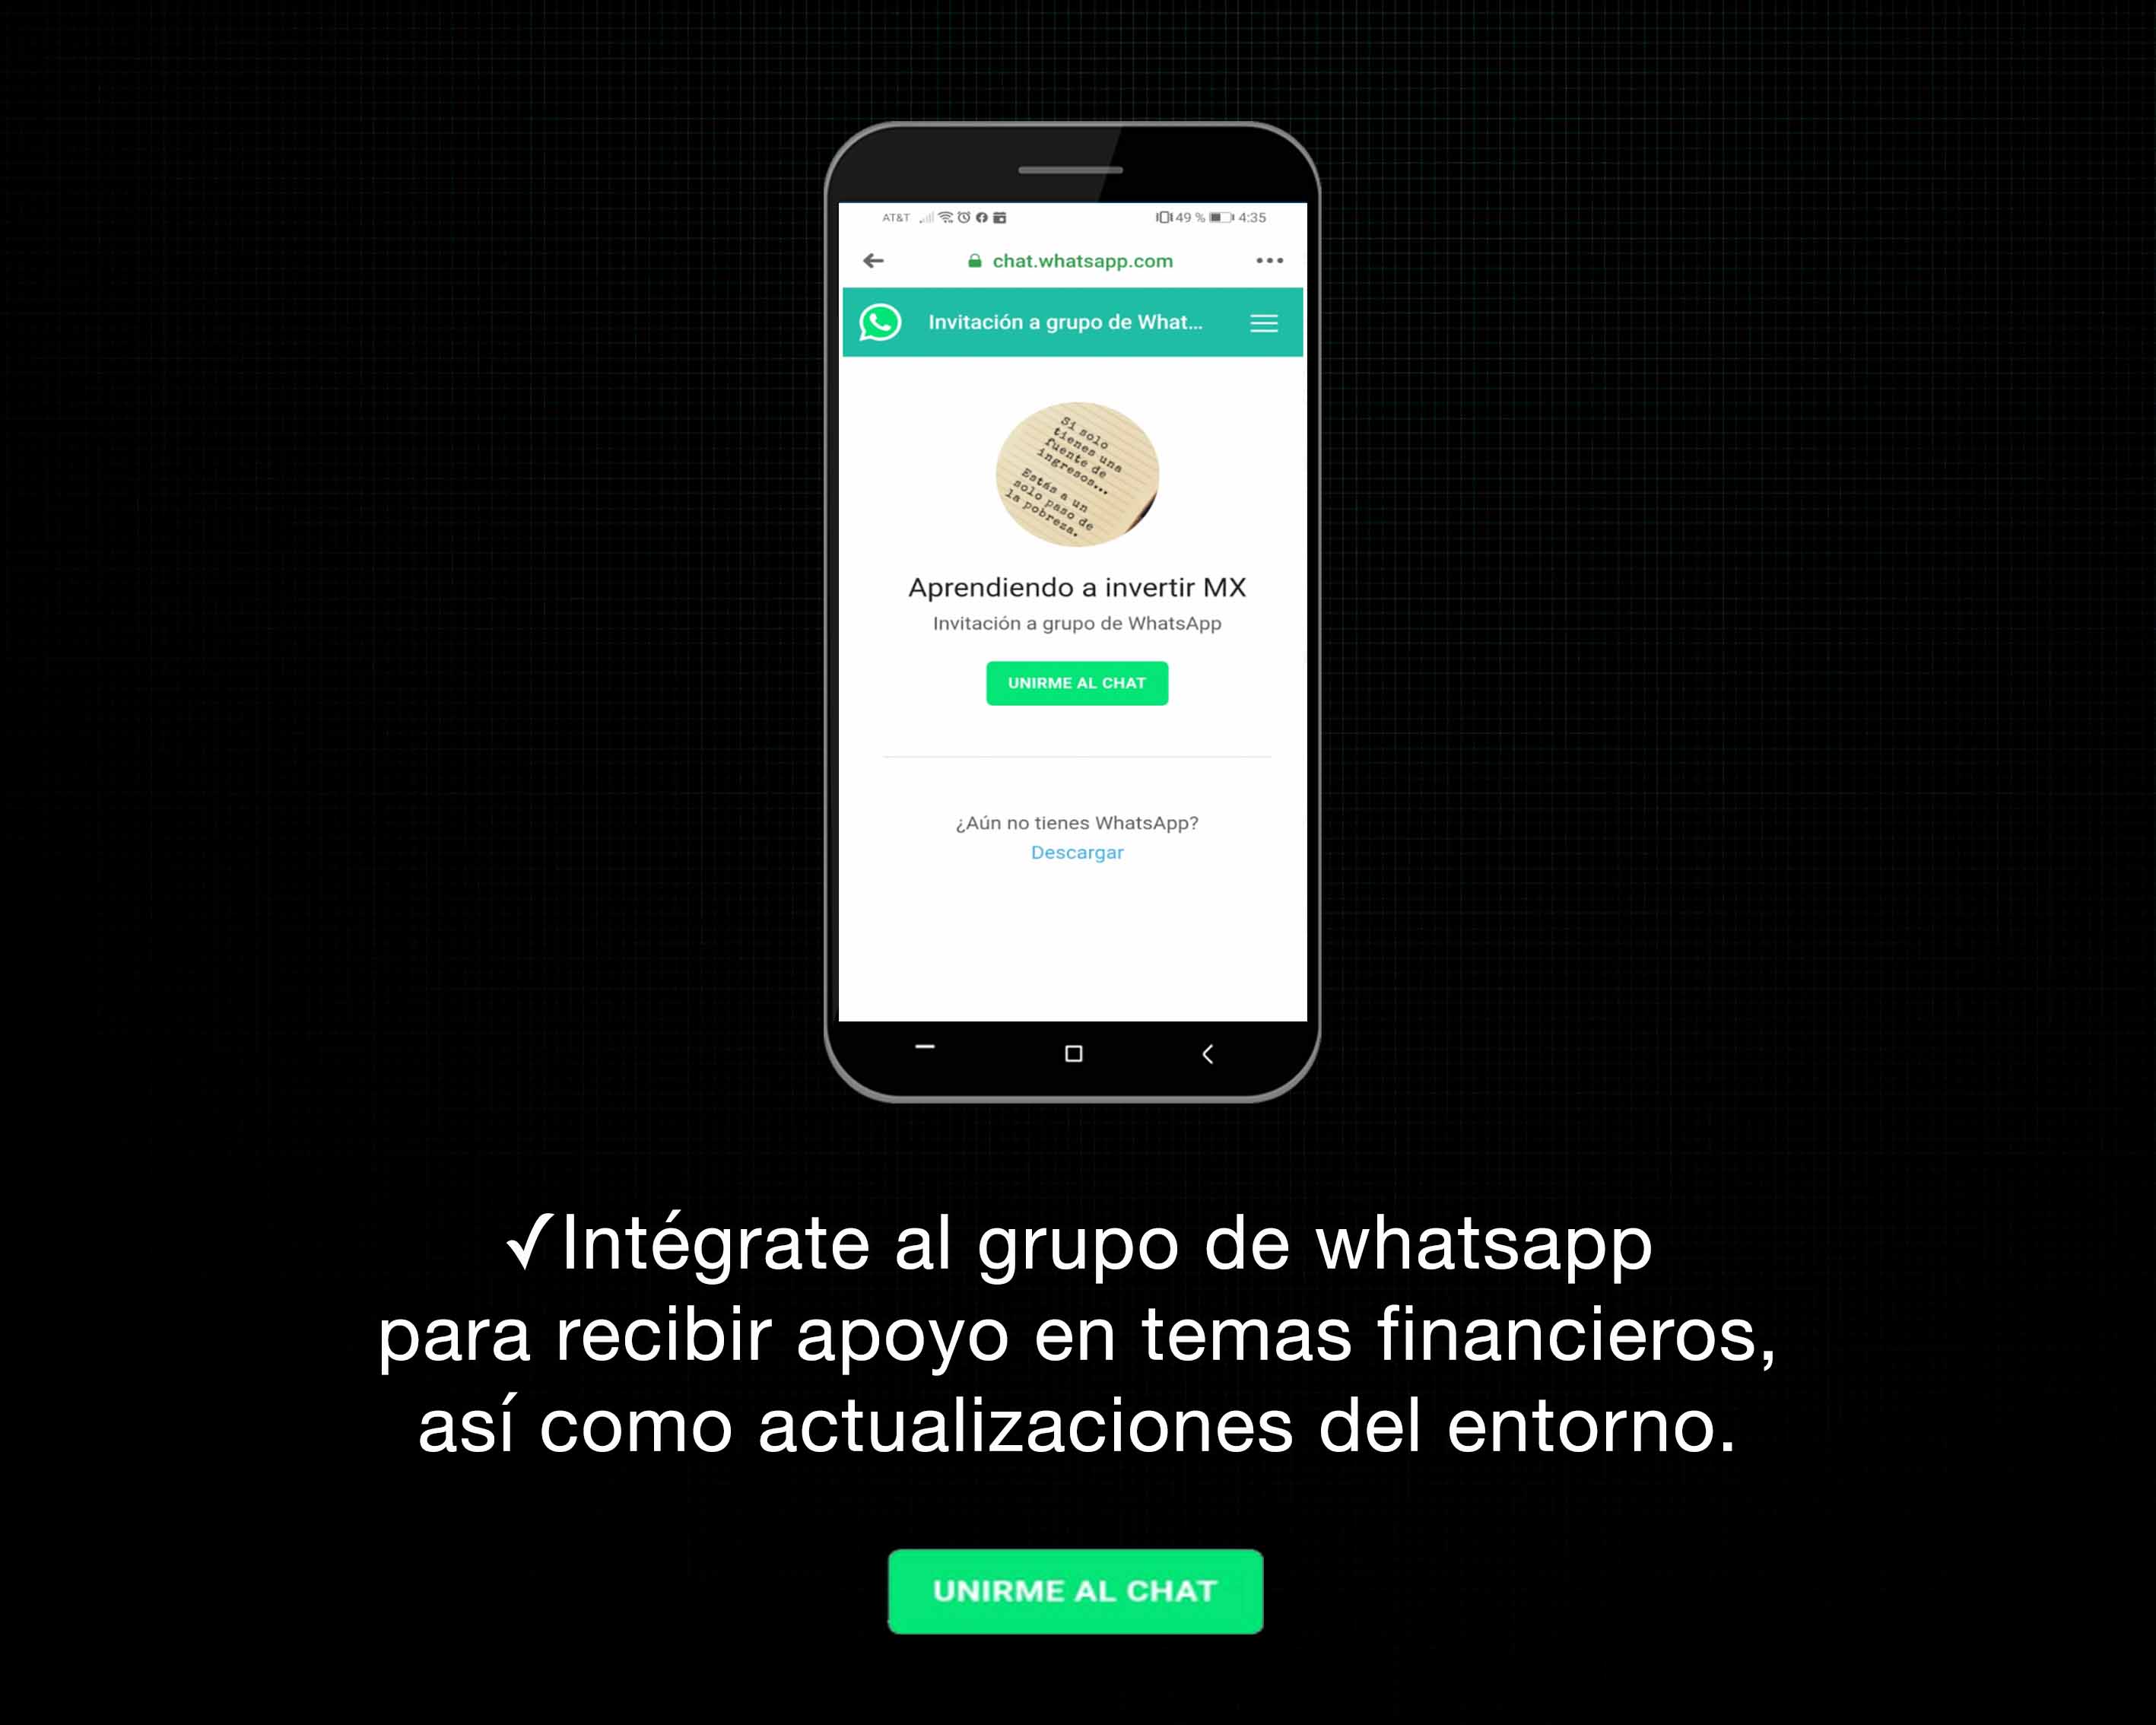 AT&T 49 % 4:35
chat.whatsapp.com
Invitación a grupo de What...
Si solo
tienes una
fuente de
ingresos...
Estás a un
solo paso de
la pobreza.
Aprendiendo a invertir MX
Invitación a grupo de WhatsApp
UNIRME AL CHAT
¿Aún no tienes WhatsApp?
Descargar
✓Intégrate al grupo de whatsapp
para recibir apoyo en temas financieros,
así como actualizaciones del entorno.
UNIRME AL CHAT